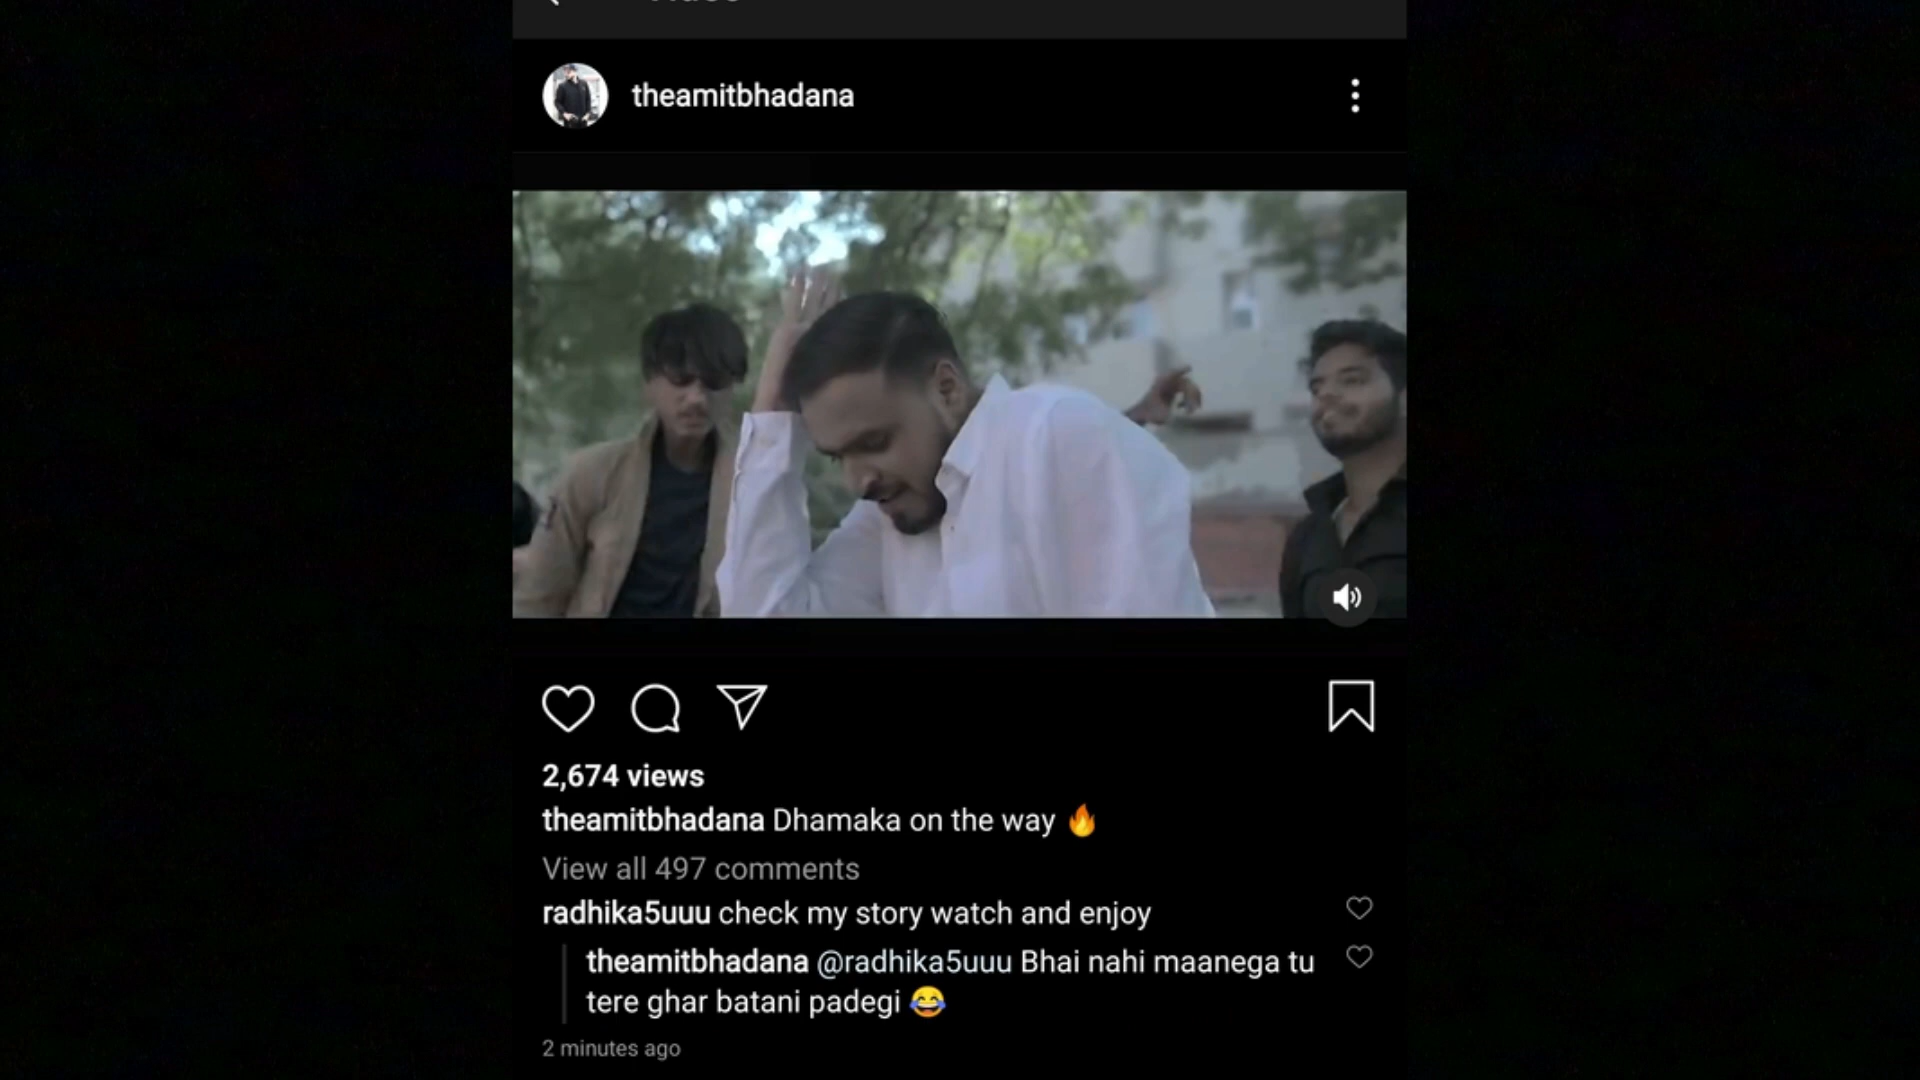 theamitbhadana
2,674 views
theamitbhadana Dhamaka on the way 🔥
View all 497 comments
radhika5uuu check my story watch and enjoy
theamitbhadana @radhika5uuu Bhai nahi maanega tu
tere ghar batani padegi 😂
2 minutes ago